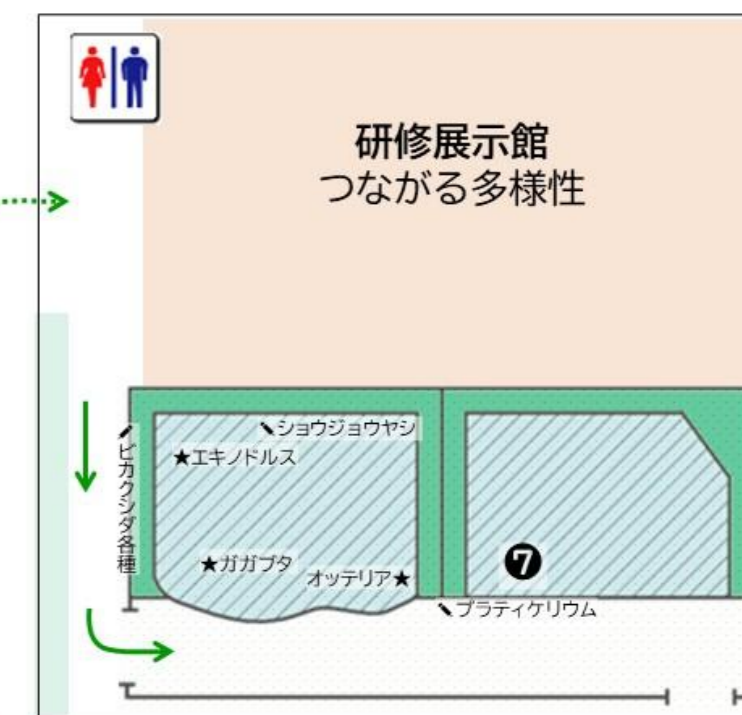 研修展示館
つながる多様性
ショウジョウヤシ
★エキノドルス
ビカクシダ各種
★ガガブタ
オッテリア★
❼
プラティケリウム